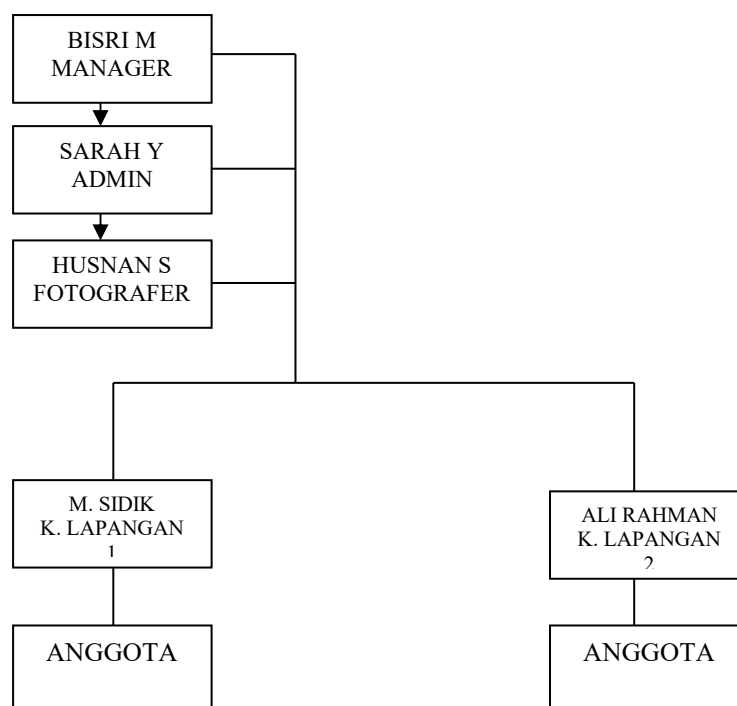 BISRI M
MANAGER
SARAH Y
ADMIN
HUSNAN S
FOTOGRAFER
M. SIDIK
K. LAPANGAN
1
ALI RAHMAN
K. LAPANGAN
2
ANGGOTA
ANGGOTA